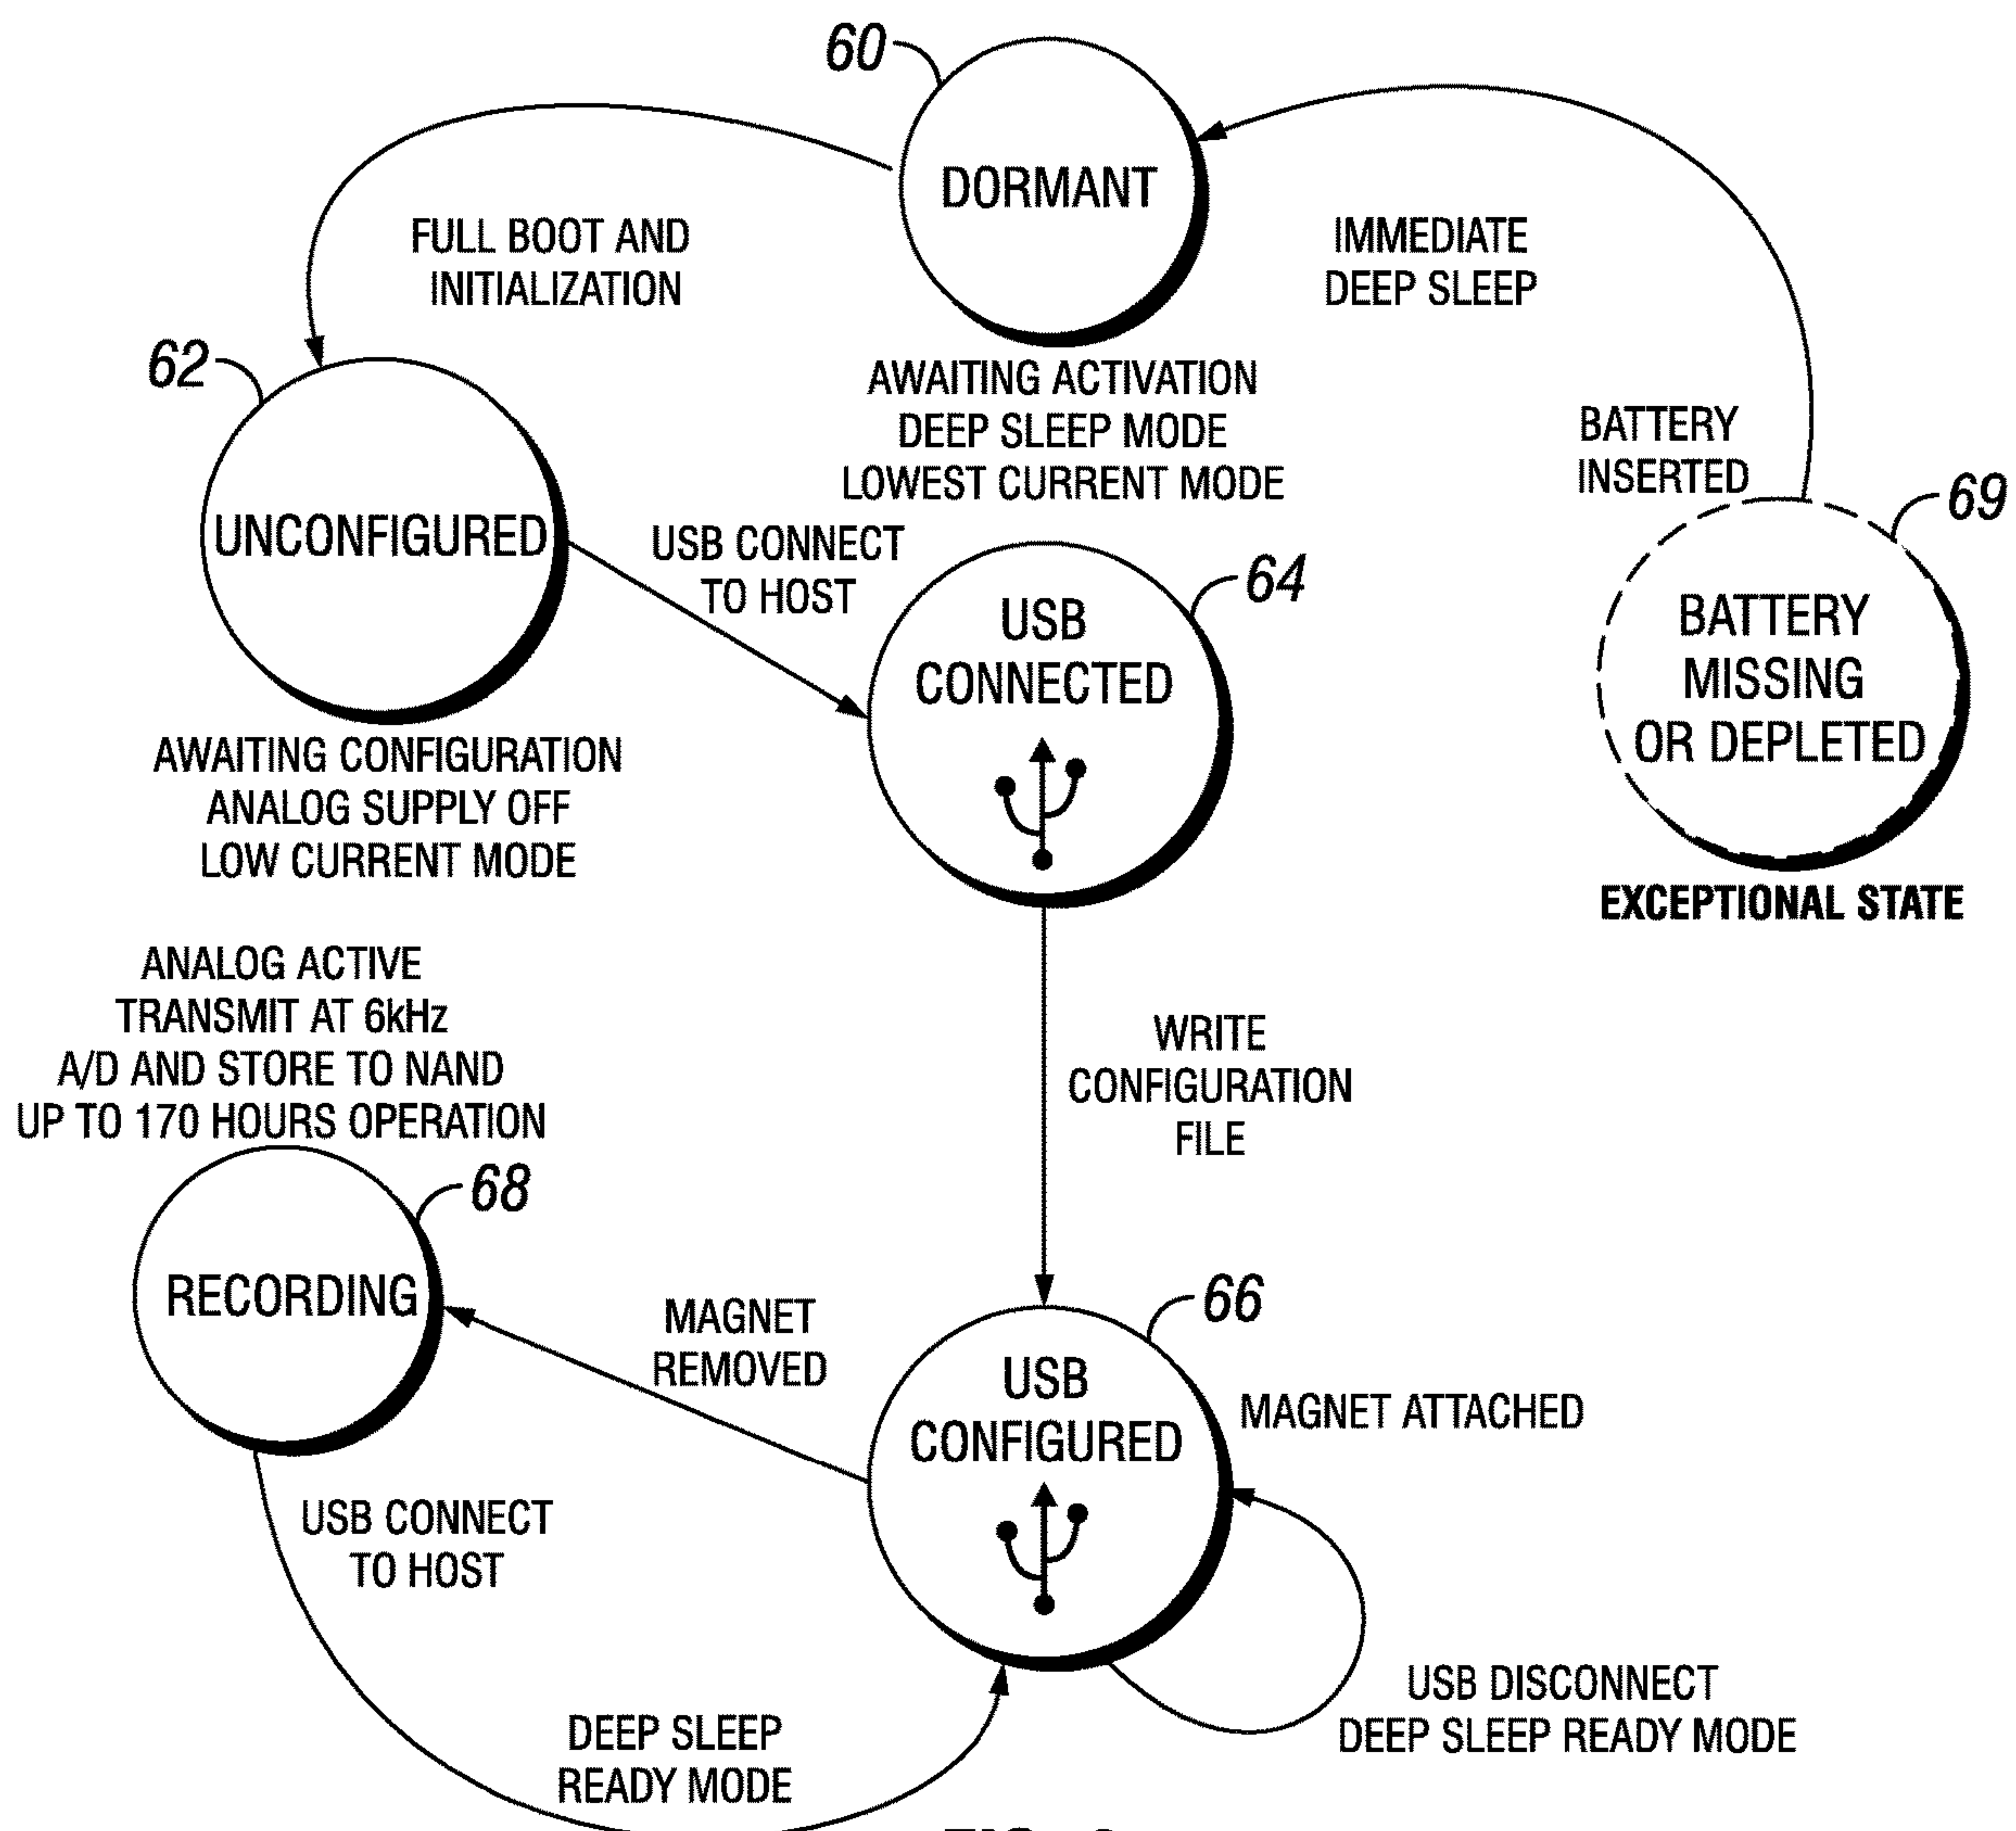 60
DORMANT
FULL BOOT AND
INITIALIZATION
IMMEDIATE
DEEP SLEEP
62
AWAITING ACTIVATION
DEEP SLEEP MODE
LOWEST CURRENT MODE
BATTERY
INSERTED
69
UNCONFIGURED
USB CONNECT
TO HOST
64
USB
CONNECTED
BATTERY
MISSING
OR DEPLETED
AWAITING CONFIGURATION
ANALOG SUPPLY OFF
LOW CURRENT MODE
EXCEPTIONAL STATE
ANALOG ACTIVE
TRANSMIT AT 6kHz
A/D AND STORE TO NAND
UP TO 170 HOURS OPERATION
WRITE
CONFIGURATION
FILE
68
RECORDING
MAGNET
REMOVED
66
USB
CONFIGURED
MAGNET ATTACHED
USB CONNECT
TO HOST
DEEP SLEEP
READY MODE
USB DISCONNECT
DEEP SLEEP READY MODE